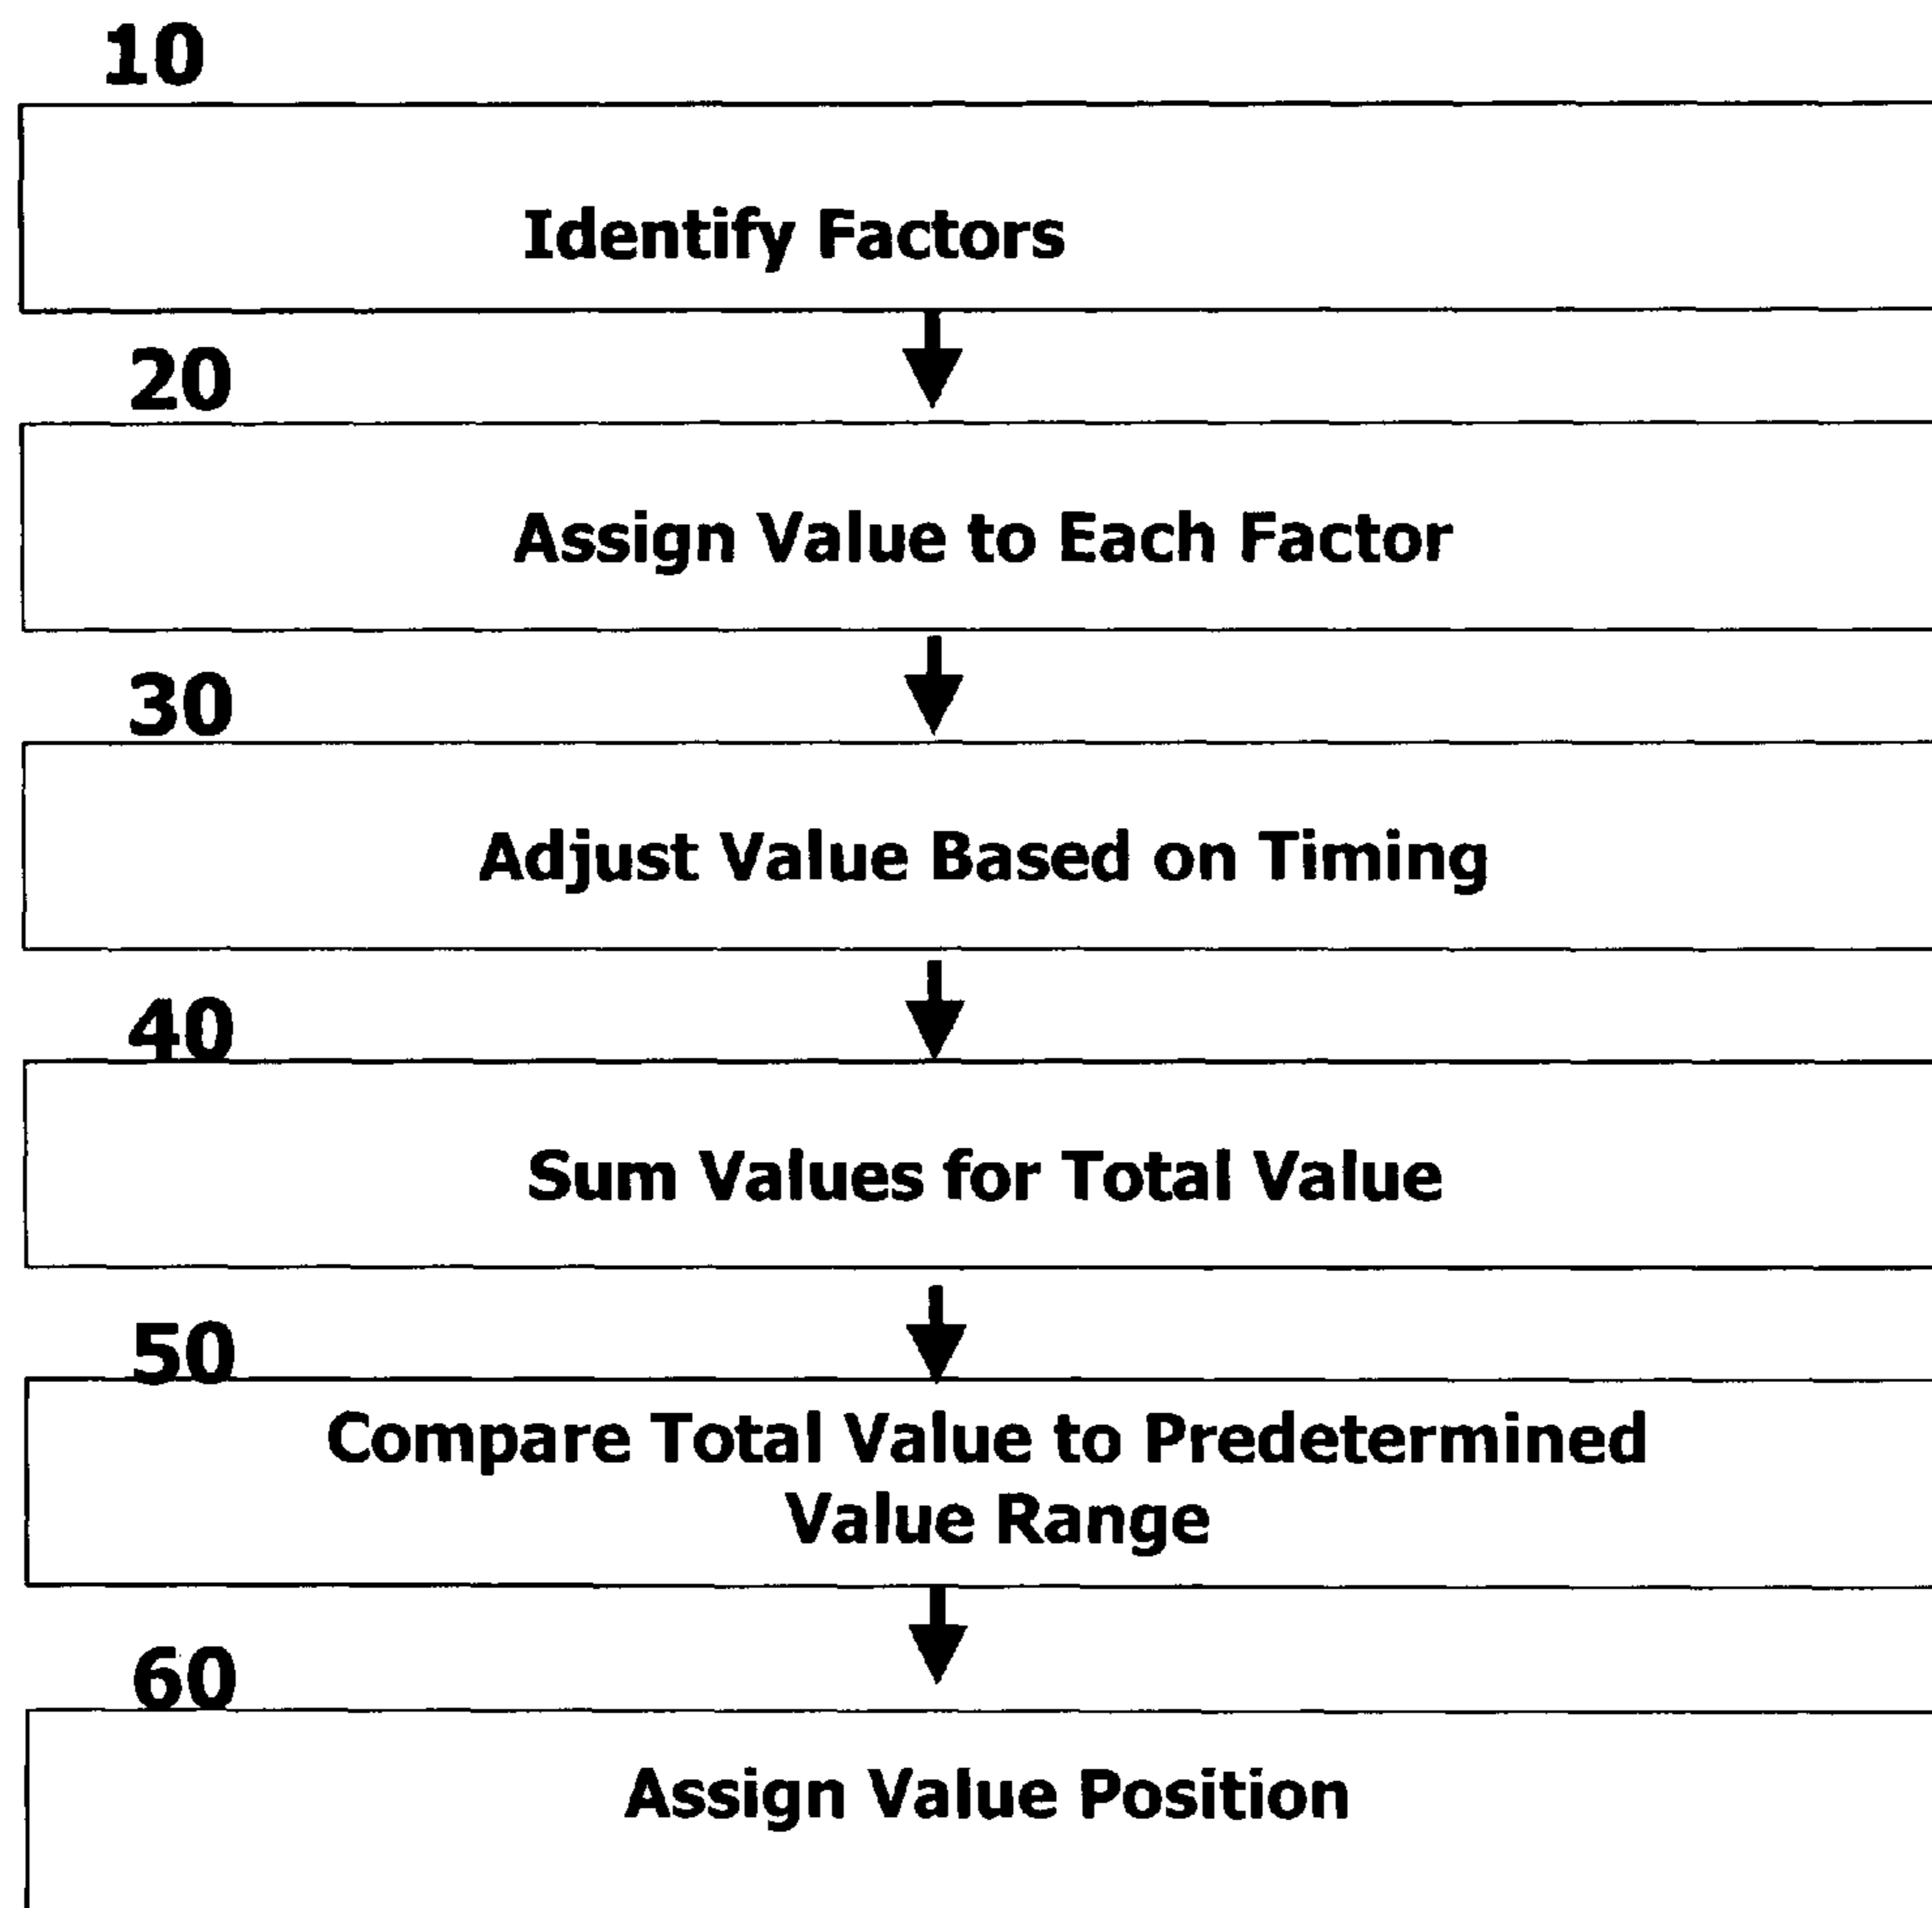 10
Identify Factors
20
Assign Value to Each Factor
30
Adjust Value Based on Timing
40
Sum Values for Total Value
50
Compare Total Value to Predetermined
Value Range
60
Assign Value Position